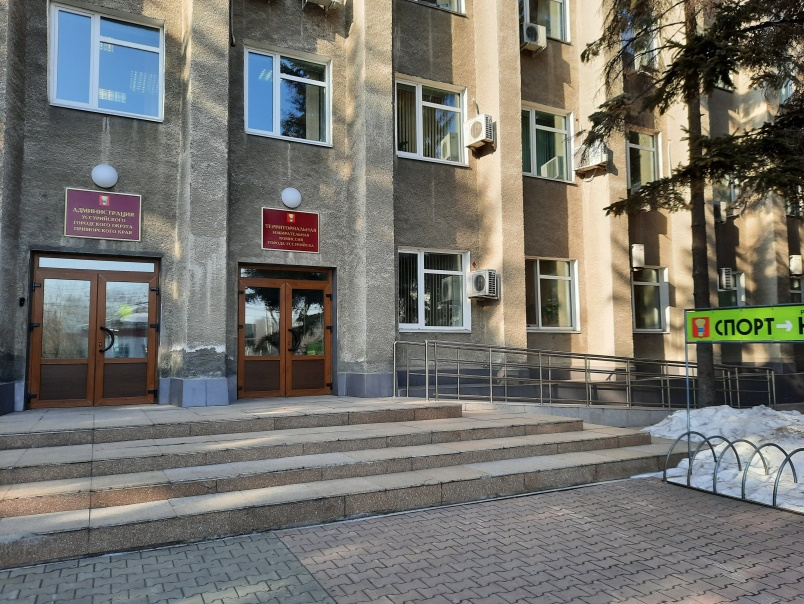 АДМИНИСТРАЦИЯ
УССУРИЙСКОГО
ГОРОДСКОГО ОКРУГА
ПРИМОРСКОГО КРАЯ
ТЕРРИТОРИАЛЬНАЯ
ИЗБИРАТЕЛЬНАЯ
КОМИССИЯ
ГОРОДА УССУРИЙСКА
СПОРТ→